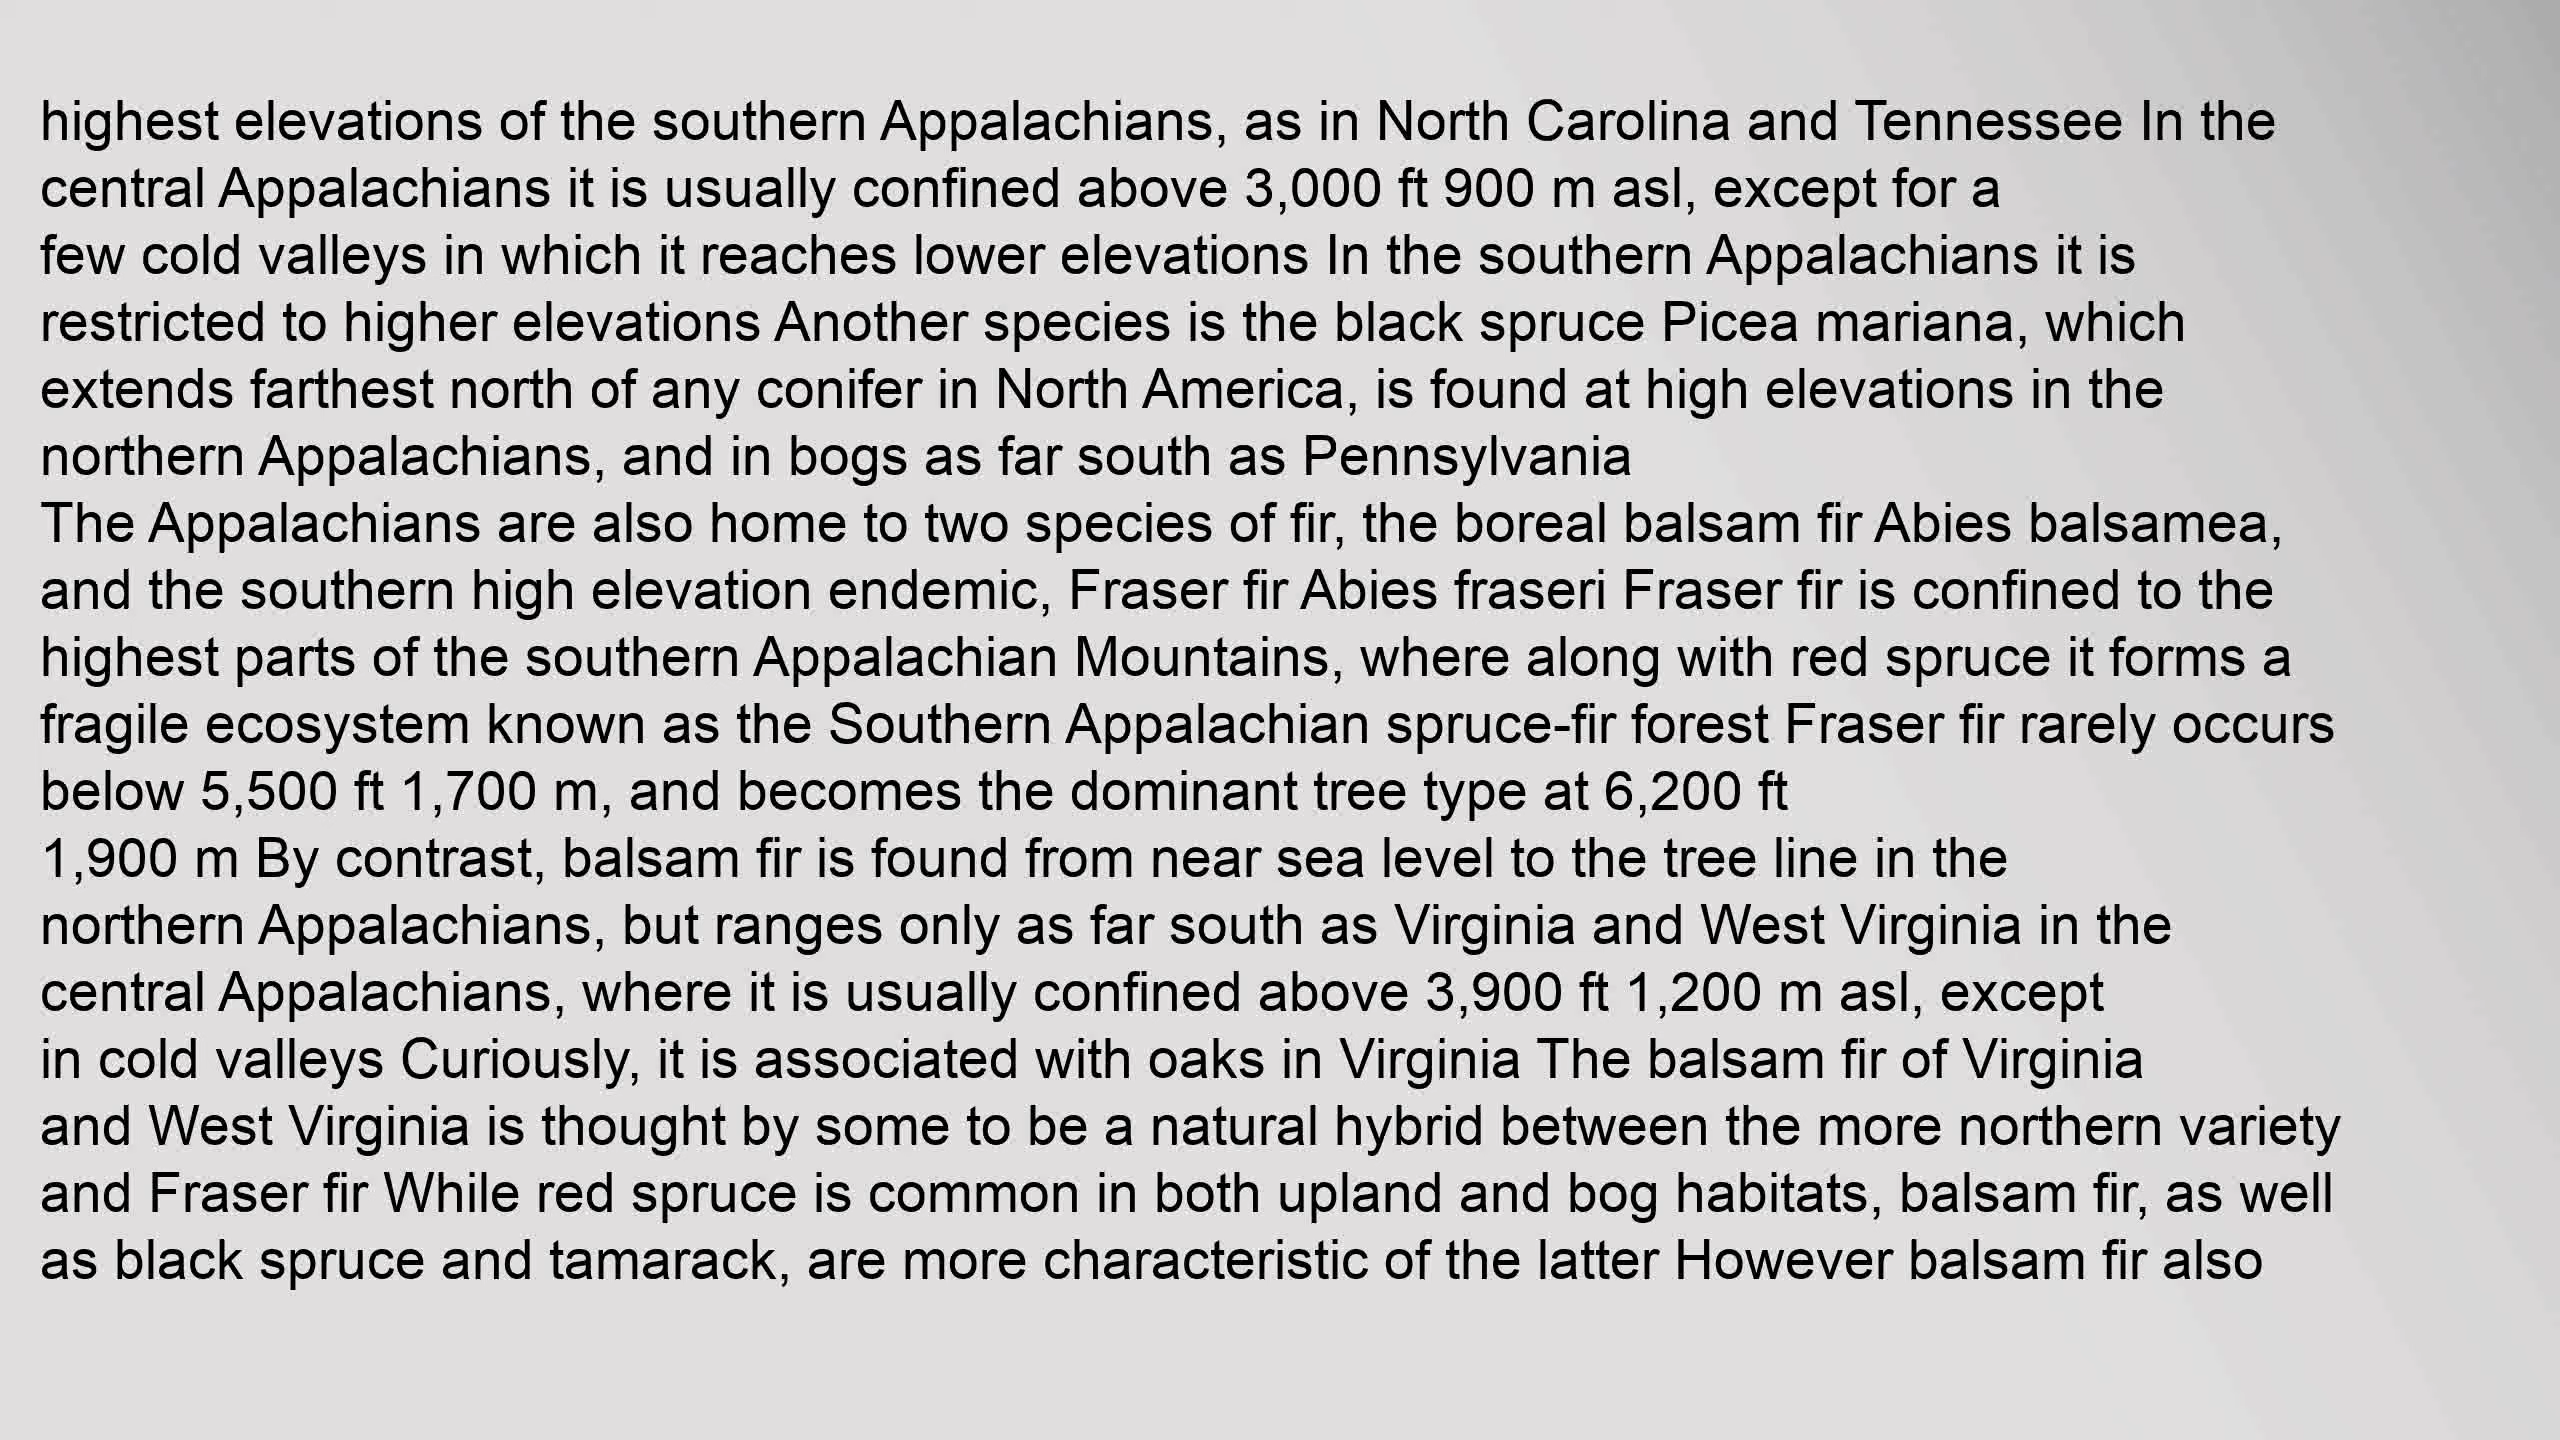 highest elevations of the southern Appalachians, as in North Carolina and Tennessee In the
central Appalachians it is usually confined above 3,000 ft 900 m asl, except for a
few cold valleys in which it reaches lower elevations In the southern Appalachians it is
restricted to higher elevations Another species is the black spruce Picea mariana, which
extends farthest north of any conifer in North America, is found at high elevations in the
northern Appalachians, and in bogs as far south as Pennsylvania
The Appalachians are also home to two species of fir, the boreal balsam fir Abies balsamea,
and the southern high elevation endemic, Fraser fir Abies fraseri Fraser fir is confined to the
highest parts of the southern Appalachian Mountains, where along with red spruce it forms a
fragile ecosystem known as the Southern Appalachian spruce-fir forest Fraser fir rarely occurs
below 5,500 ft 1,700 m, and becomes the dominant tree type at 6,200 ft
1,900 m By contrast, balsam fir is found from near sea level to the tree line in the
northern Appalachians, but ranges only as far south as Virginia and West Virginia in the
central Appalachians, where it is usually confined above 3,900 ft 1,200 m asl, except
in cold valleys Curiously, it is associated with oaks in Virginia The balsam fir of Virginia
and West Virginia is thought by some to be a natural hybrid between the more northern variety
and Fraser fir While red spruce is common in both upland and bog habitats, balsam fir, as well
as black spruce and tamarack, are more characteristic of the latter However balsam fir also